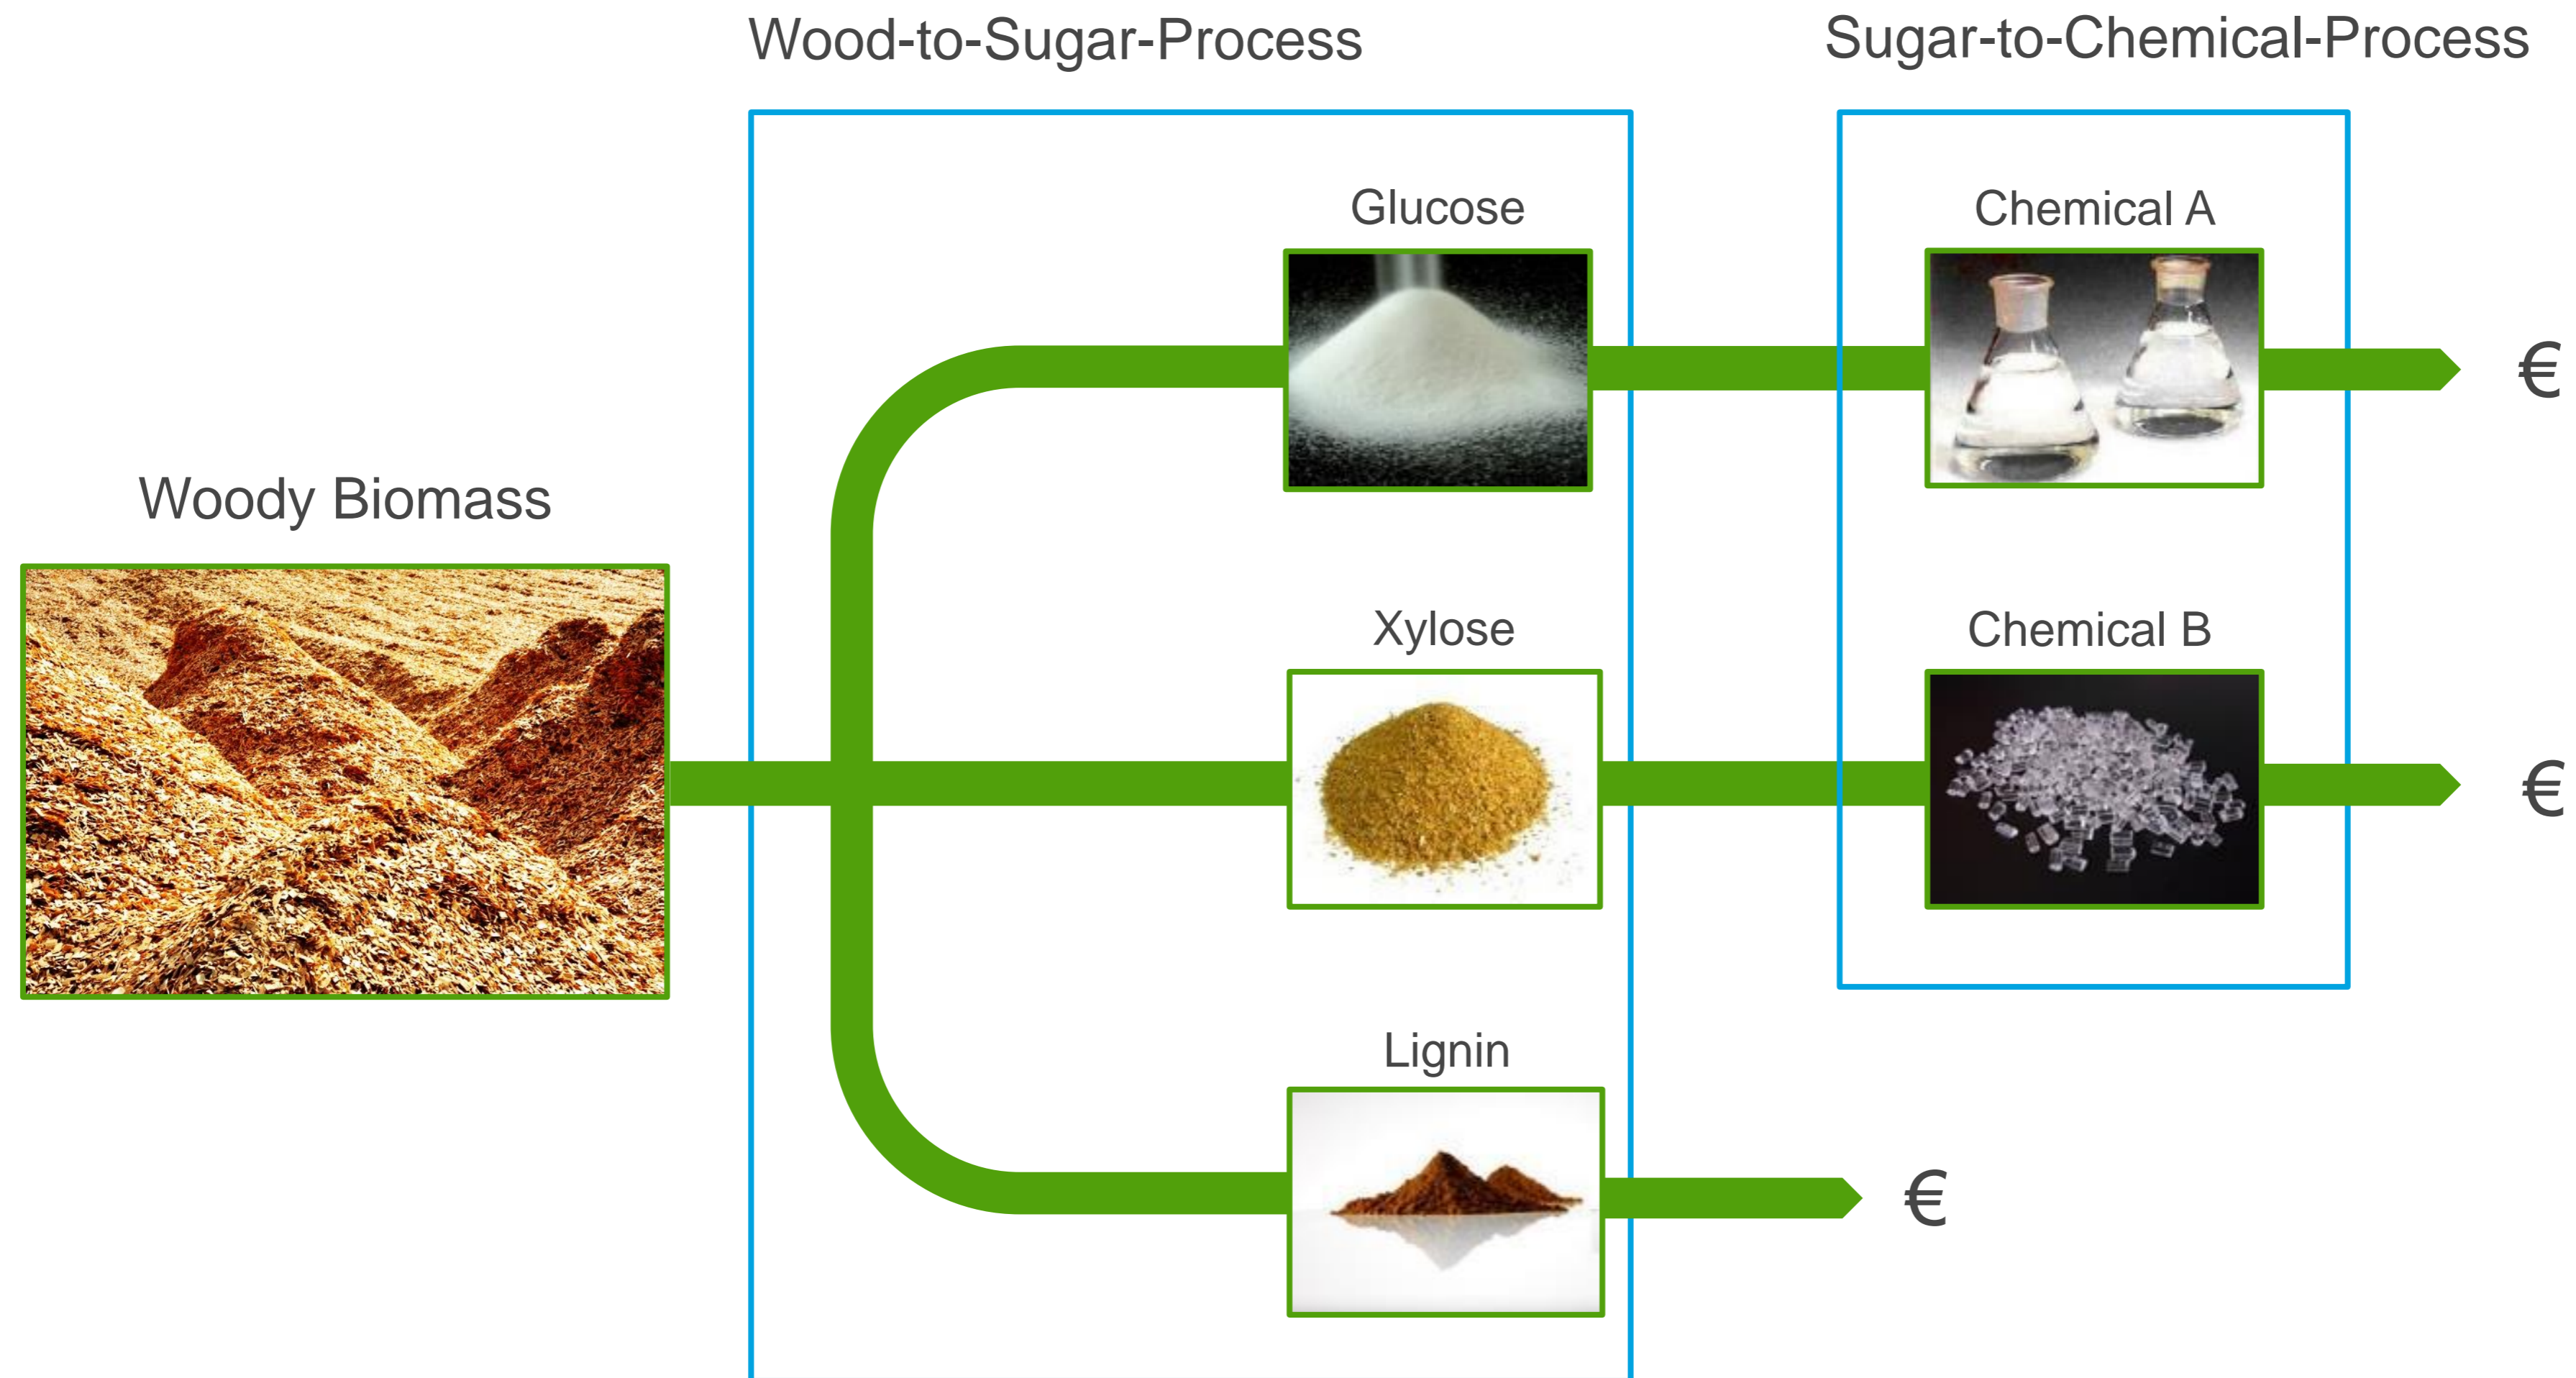 Wood-to-Sugar-Process
Sugar-to-Chemical-Process
Glucose
Chemical A
€
Woody Biomass
Xylose
Chemical B
€
Lignin
€